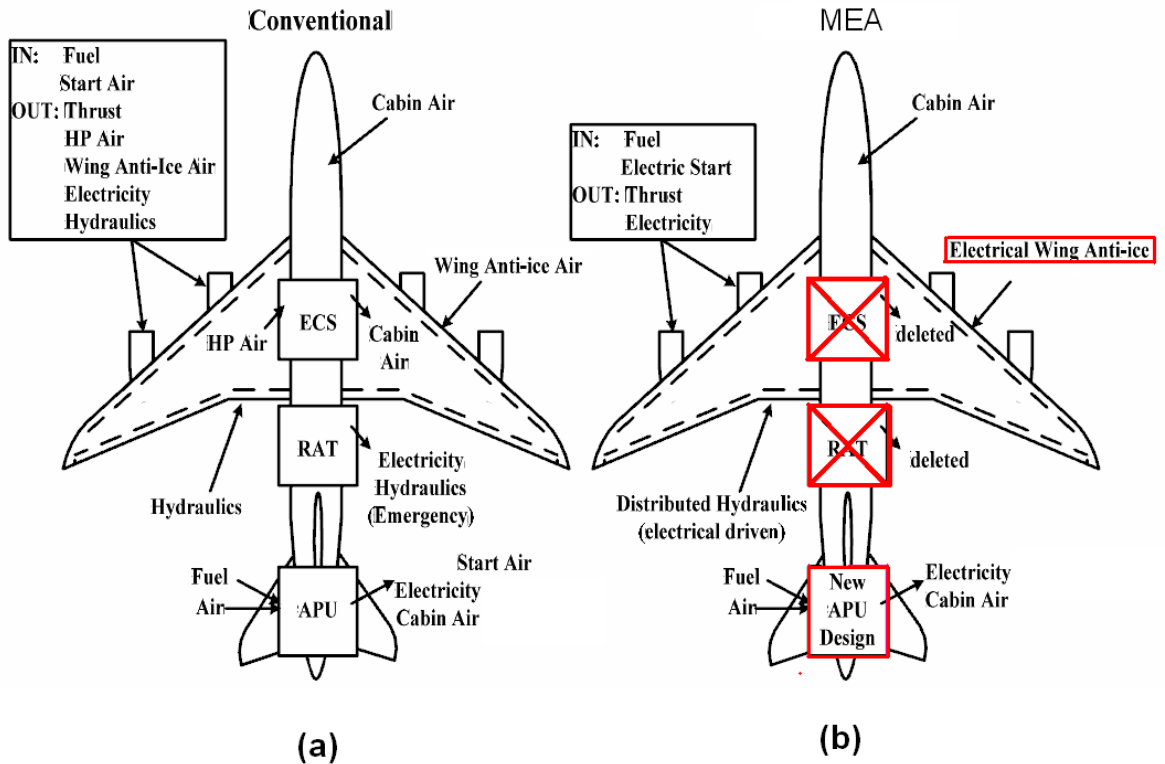 Conventional
IN: Fuel
Start Air
OUT: Thrust
HP Air
Wing Anti-Ice Air
Electricity
Hydraulics
Cabin Air
Wing Anti-ice Air
HP Air
ECS
Cabin
Air
RAT
Electricity
Hydraulics
(Emergency)
Hydraulics
Fuel
Air
APU
Start Air
Electricity
Cabin Air
(a)
MEA
IN: Fuel
Electric Start
OUT: Thrust
Electricity
Cabin Air
Electrical Wing Anti-ice
ECS
deleted
RAT
deleted
Distributed Hydraulics
(electrical driven)
Fuel
Air
New
APU
Design
Electricity
Cabin Air
(b)